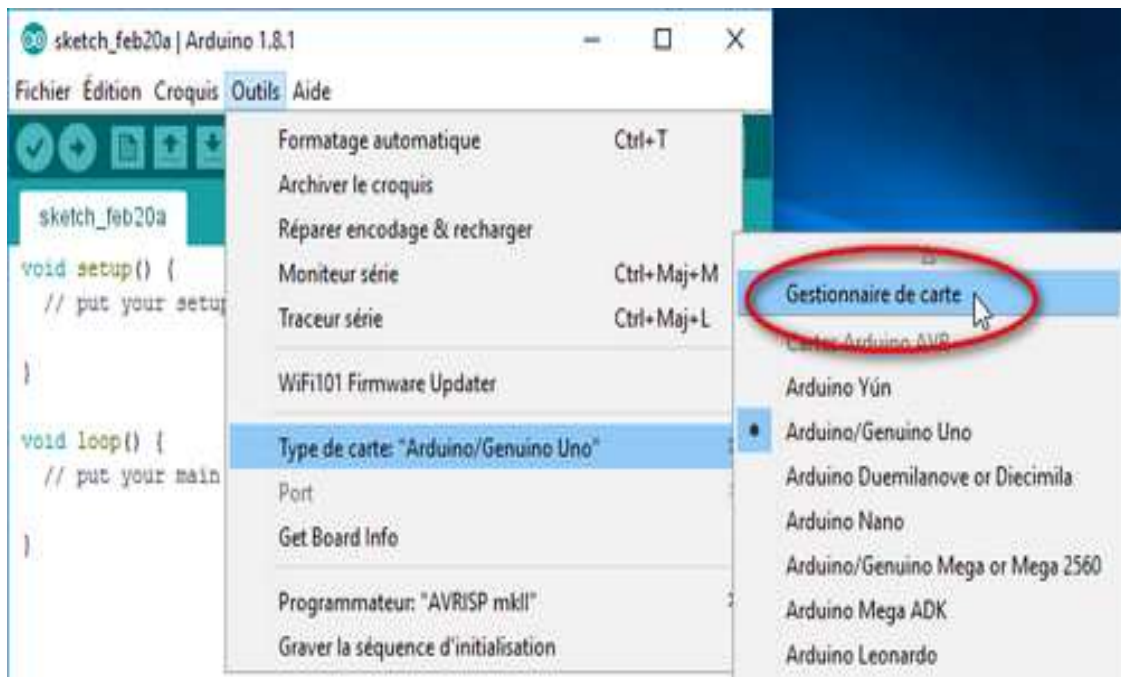 sketch_feb20a | Arduino 1.8.1
Fichier Édition Croquis Outils Aide
sketch_feb20a
void setup() {
// put your setup
}
void loop() {
// put your main
}
Formatage automatique Ctrl+T
Archiver le croquis
Réparer encodage & recharger
Moniteur série Ctrl+Maj+M
Traceur série Ctrl+Maj+L
WiFi101 Firmware Updater
Type de carte: "Arduino/Genuino Uno"
Port
Get Board Info
Programmateur: "AVRISP mkII"
Graver la séquence d'initialisation
Gestionnaire de carte
Cartes Arduino AVR
Arduino Yún
Arduino/Genuino Uno
Arduino Duemilanove or Diecimila
Arduino Nano
Arduino/Genuino Mega or Mega 2560
Arduino Mega ADK
Arduino Leonardo